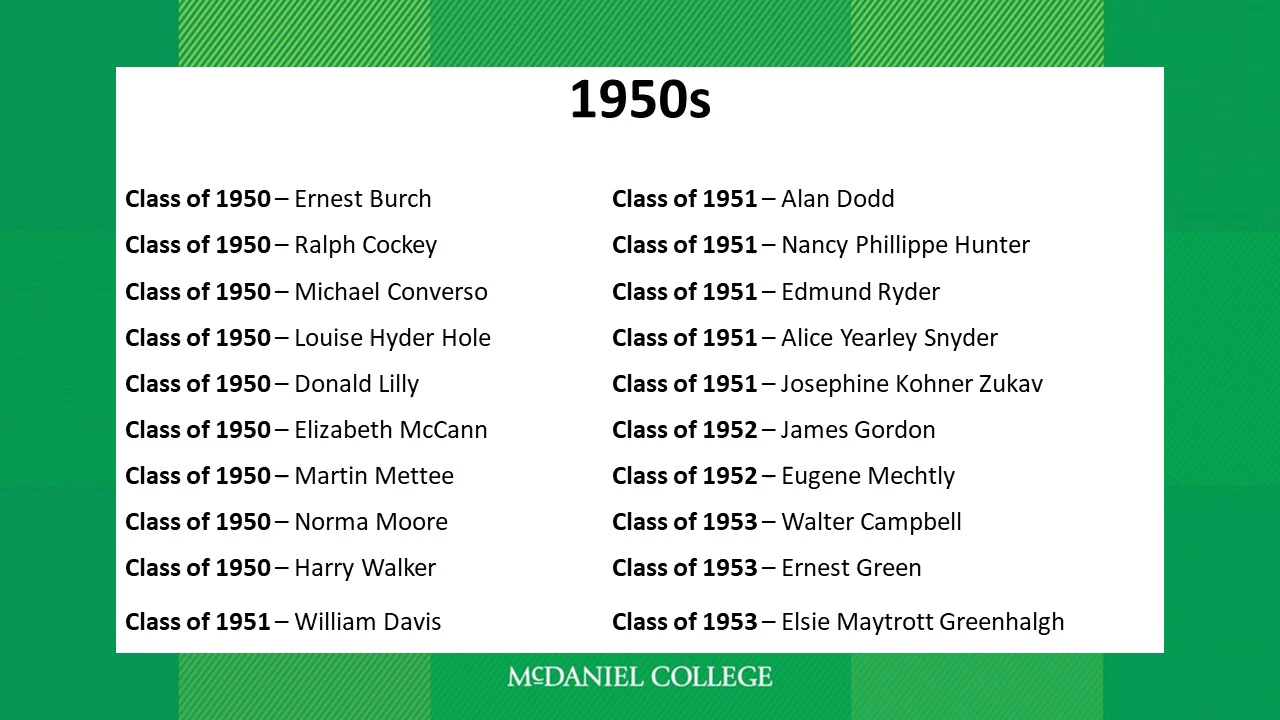 1950s
Class of 1950 – Ernest Burch
Class of 1950 – Ralph Cockey
Class of 1950 – Michael Converso
Class of 1950 – Louise Hyder Hole
Class of 1950 – Donald Lilly
Class of 1950 – Elizabeth McCann
Class of 1950 – Martin Mettee
Class of 1950 – Norma Moore
Class of 1950 – Harry Walker
Class of 1951 – William Davis
Class of 1951 – Alan Dodd
Class of 1951 – Nancy Phillippe Hunter
Class of 1951 – Edmund Ryder
Class of 1951 – Alice Yearley Snyder
Class of 1951 – Josephine Kohner Zukav
Class of 1952 – James Gordon
Class of 1952 – Eugene Mechtly
Class of 1953 – Walter Campbell
Class of 1953 – Ernest Green
Class of 1953 – Elsie Maytrott Greenhalgh
McDANIEL COLLEGE